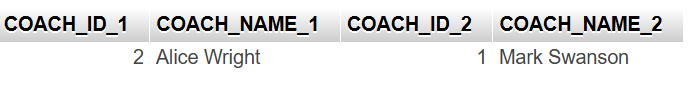 COACH_ID_1 COACH_NAME_1 COACH_ID_2 COACH_NAME_2
2 Alice Wright 1 Mark Swanson